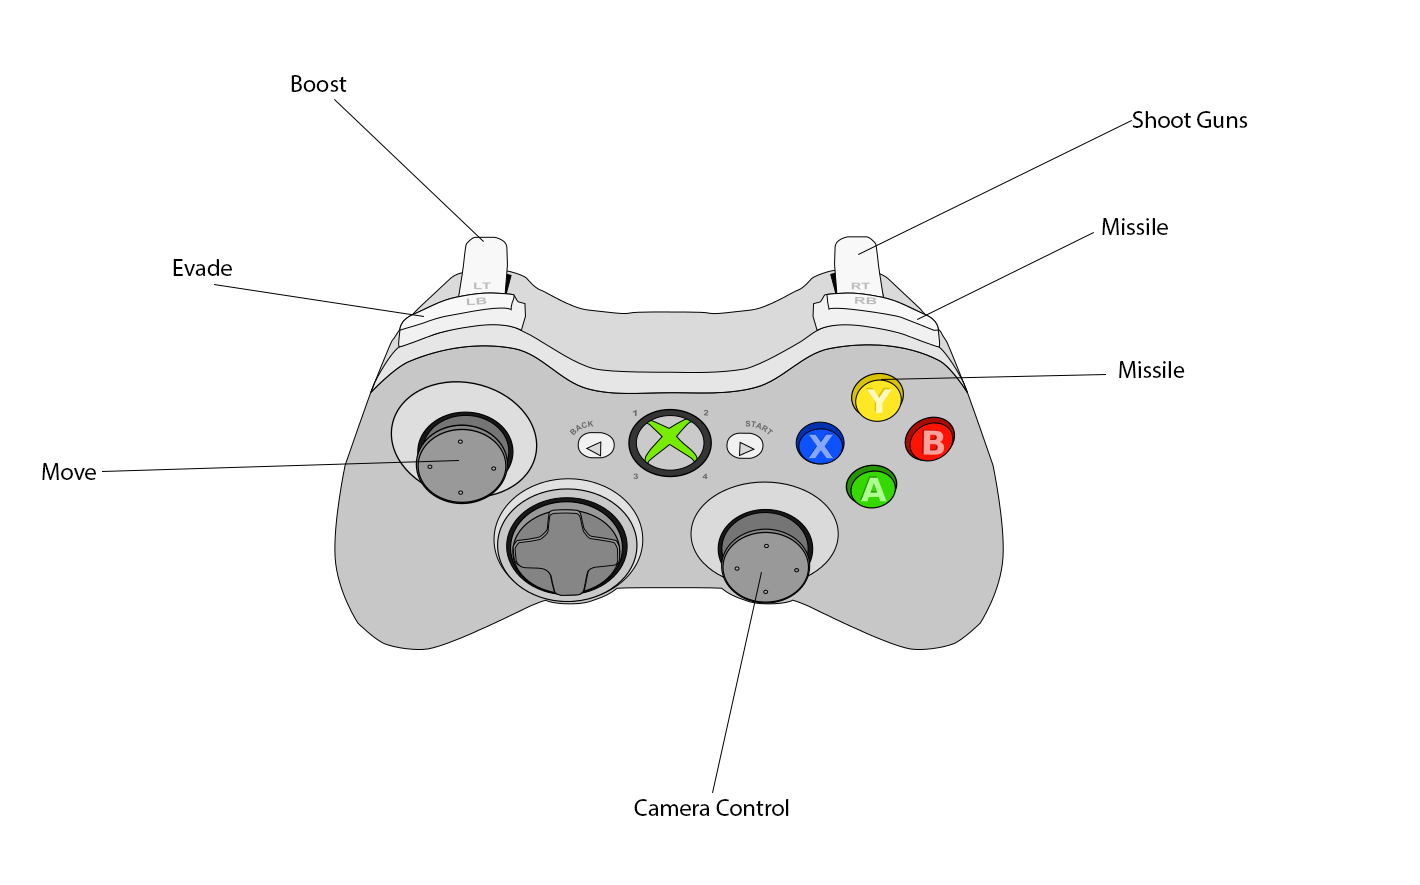 Boost
Shoot Guns
Missile
Evade
LT
RT
LB
RB
Missile
Y
1
2
BACK
START
X
B
Move
3
4
A
Camera Control